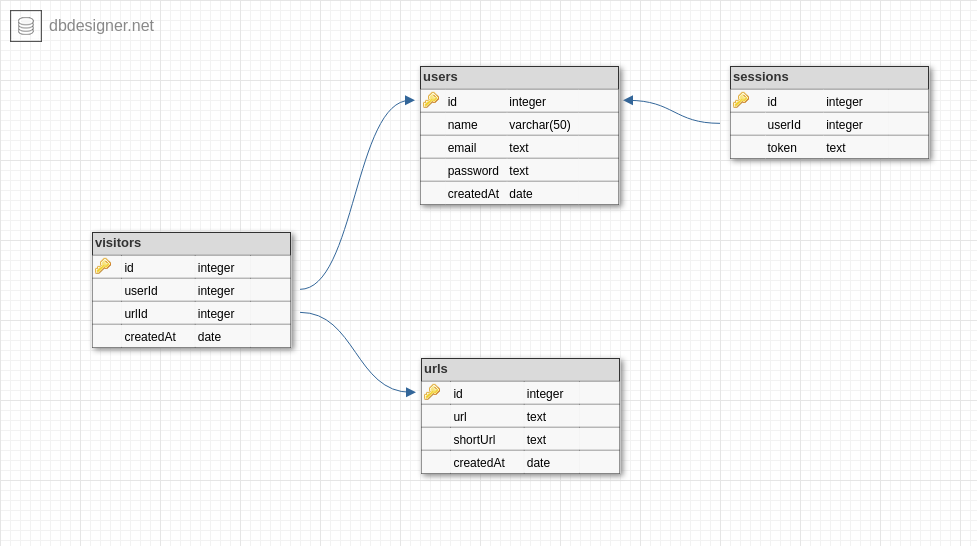 dbdesigner.net
users
id integer
name varchar(50)
email text
password text
createdAt date
sessions
id integer
userId integer
token text
visitors
id integer
userId integer
urlId integer
createdAt date
urls
id integer
url text
shortUrl text
createdAt date